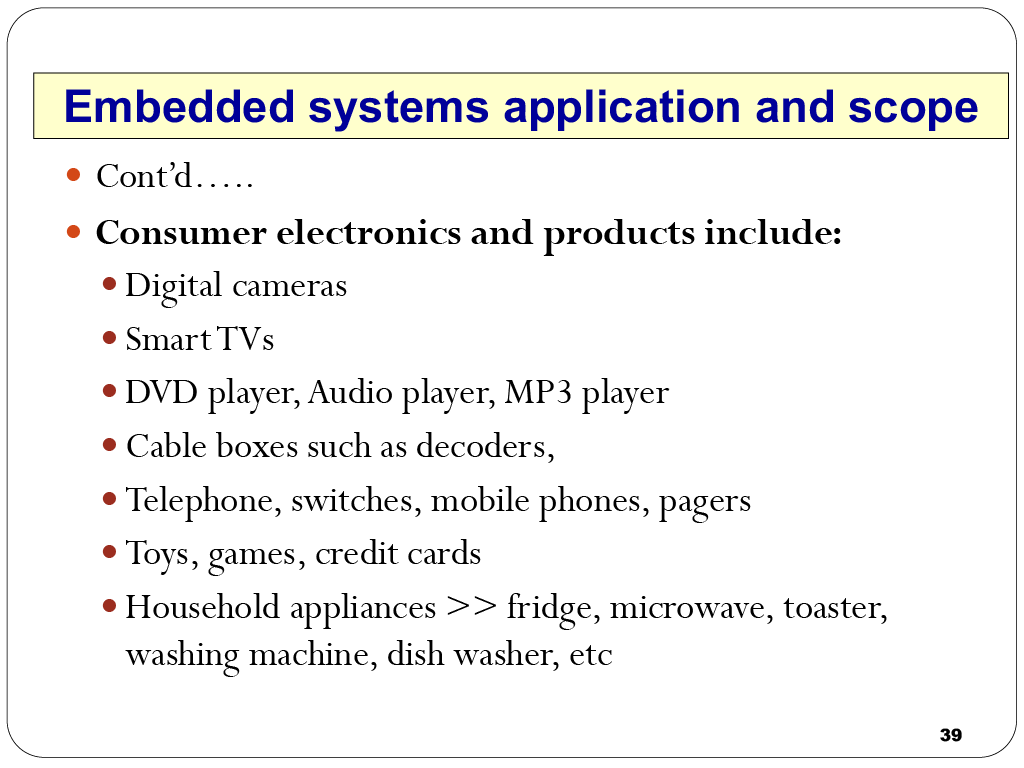 Embedded systems application and scope
Cont’d…..
Consumer electronics and products include:
Digital cameras
Smart TVs
DVD player, Audio player, MP3 player
Cable boxes such as decoders,
Telephone, switches, mobile phones, pagers
Toys, games, credit cards
Household appliances >> fridge, microwave, toaster,
washing machine, dish washer, etc
39